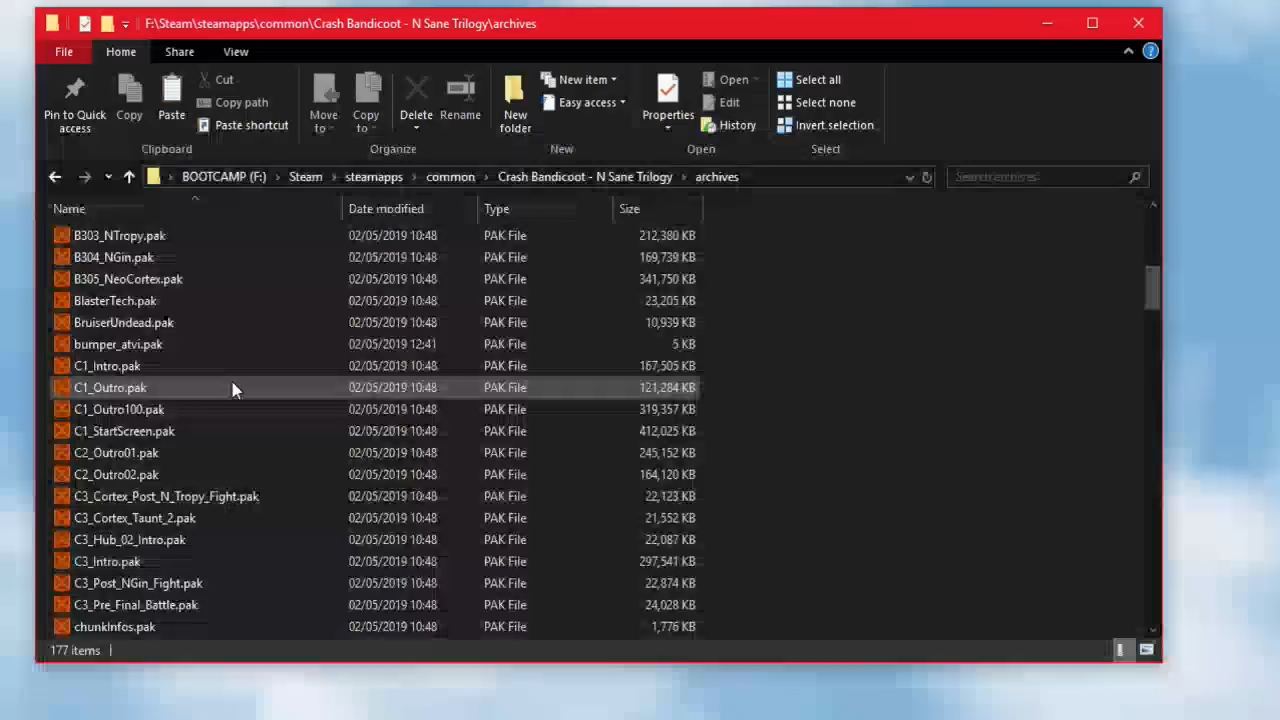 F:\Steam\steamapps\common\Crash Bandicoot - N Sane Trilogy\archives
File Home Share View
Pin to Quick access
Copy
Paste
Cut
Copy path
Paste shortcut
Clipboard
Move to
Copy to
Delete
Rename
Organize
New folder
New item
Easy access
New
Properties
Open
Edit
History
Open
Select all
Select none
Invert selection
Select
BOOTCAMP (F:) Steam steamapps common Crash Bandicoot - N Sane Trilogy archives
Search archives
Name Date modified Type Size
B303_NTropy.pak 02/05/2019 10:48 PAK File 212,380 KB
B304_NGin.pak 02/05/2019 10:48 PAK File 169,739 KB
B305_NeoCortex.pak 02/05/2019 10:48 PAK File 341,750 KB
BlasterTech.pak 02/05/2019 10:48 PAK File 23,205 KB
BruiserUndead.pak 02/05/2019 10:48 PAK File 10,939 KB
bumper_atvi.pak 02/05/2019 12:41 PAK File 5 KB
C1_Intro.pak 02/05/2019 10:48 PAK File 167,505 KB
C1_Outro.pak 02/05/2019 10:48 PAK File 121,284 KB
C1_Outro100.pak 02/05/2019 10:48 PAK File 319,357 KB
C1_StartScreen.pak 02/05/2019 10:48 PAK File 412,025 KB
C2_Outro01.pak 02/05/2019 10:48 PAK File 245,152 KB
C2_Outro02.pak 02/05/2019 10:48 PAK File 164,120 KB
C3_Cortex_Post_N_Tropy_Fight.pak 02/05/2019 10:48 PAK File 22,123 KB
C3_Cortex_Taunt_2.pak 02/05/2019 10:48 PAK File 21,552 KB
C3_Hub_02_Intro.pak 02/05/2019 10:48 PAK File 22,087 KB
C3_Intro.pak 02/05/2019 10:48 PAK File 297,541 KB
C3_Post_NGin_Fight.pak 02/05/2019 10:48 PAK File 22,874 KB
C3_Pre_Final_Battle.pak 02/05/2019 10:48 PAK File 24,028 KB
chunkInfos.pak 02/05/2019 10:48 PAK File 1,776 KB
177 items